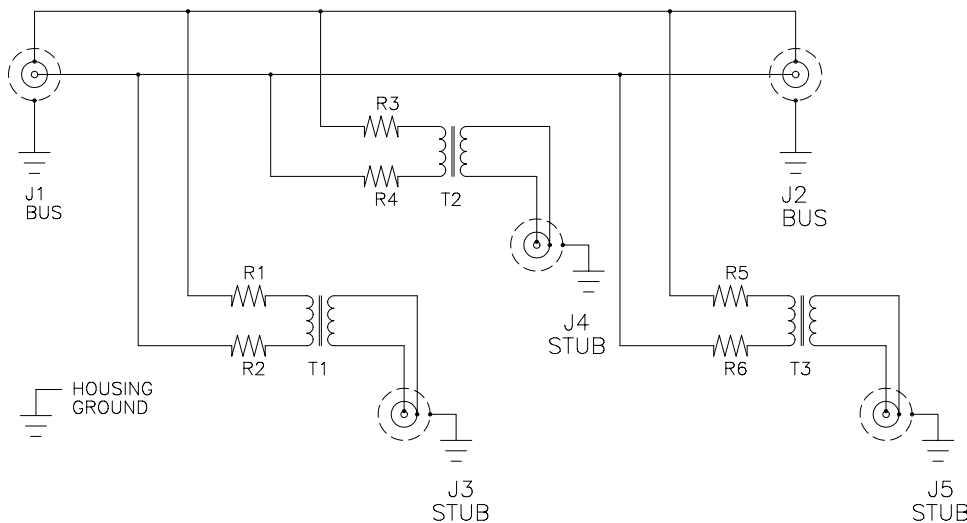 R3
R4
T2
J1
BUS
J2
BUS
R1
R2
T1
J4
STUB
R5
R6
T3
HOUSING
GROUND
J3
STUB
J5
STUB